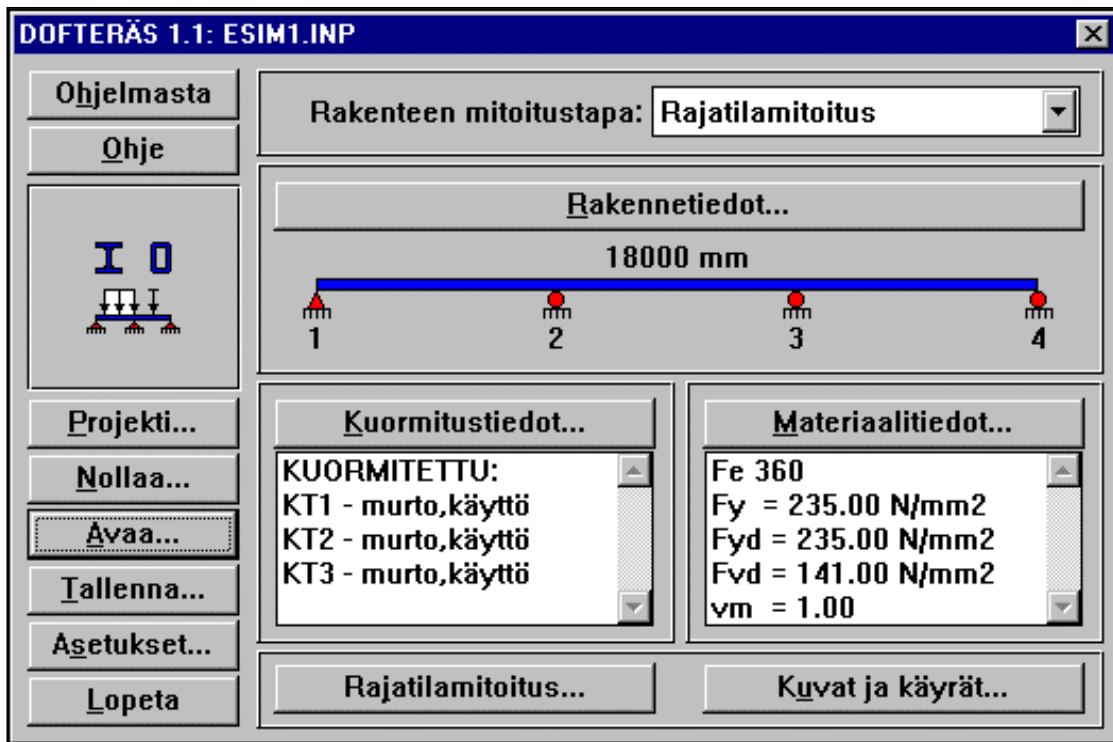 DOFTERÄS 1.1: ESIM1.INP
Ohjelmasta
Ohje
Rakenteen mitoitustapa: Rajatilamitoitus
Rakennetiedot...
18000 mm
1 2 3 4
Projekti...
Nollaa...
Avaa...
Tallenna...
Asetukset...
Lopeta
Kuormitustiedot...
KUORMITETTU:
KT1 - murto,käyttö
KT2 - murto,käyttö
KT3 - murto,käyttö
Materiaalitiedot...
Fe 360
Fy = 235.00 N/mm2
Fyd = 235.00 N/mm2
Fvd = 141.00 N/mm2
vm = 1.00
Rajatilamitoitus...
Kuvat ja käyrät...